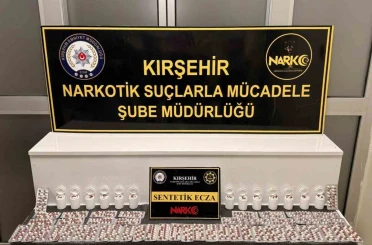 NARKO
KIRŞEHİR
NARKOTİK SUÇLARLA MÜCADELE
ŞUBE MÜDÜRLÜĞÜ
KIRŞEHİR
SENTETİK ECZA
NARKO